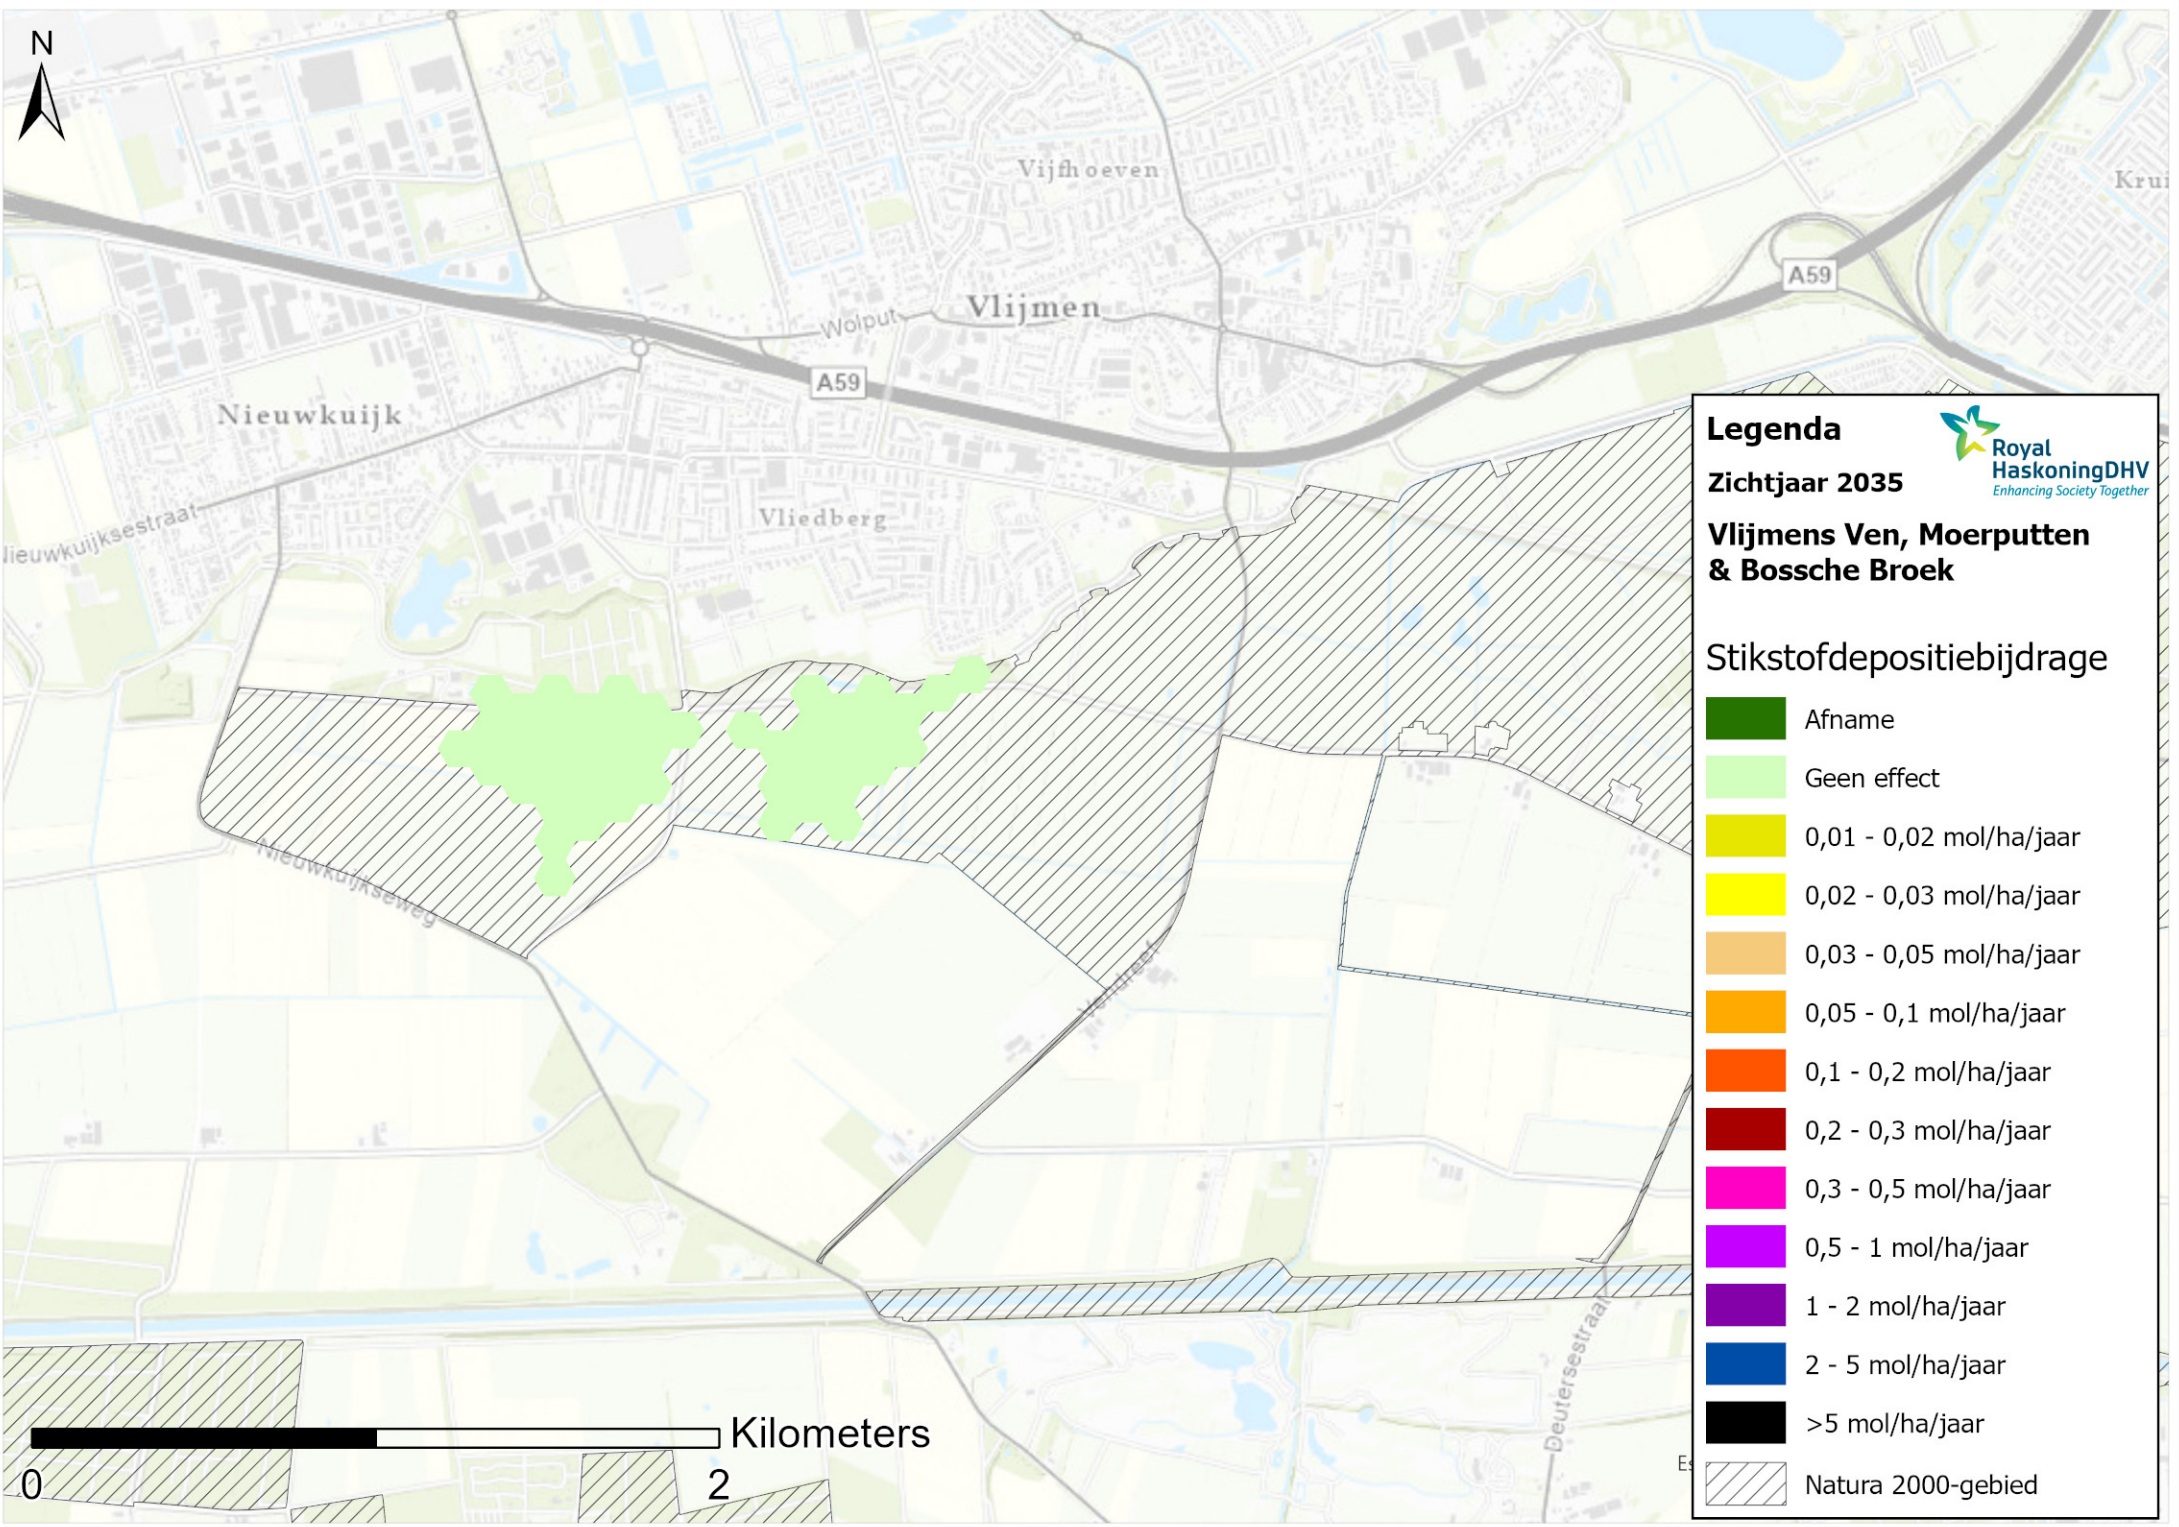 N
Vijfhoeven
Krui
A59
Vlijmen
Wolput
A59
Nieuwkuijk
Vliedberg
Nieuwkuijksestraat
Nieuwkuijkseweg
Deutersestraat
Kilometers
0
2
Legenda
Royal
HaskoningDHV
Enhancing Society Together
Zichtjaar 2035
Vlijmens Ven, Moerputten
& Bossche Broek
Stikstofdepositiebijdrage
Afname
Geen effect
0,01 - 0,02 mol/ha/jaar
0,02 - 0,03 mol/ha/jaar
0,03 - 0,05 mol/ha/jaar
0,05 - 0,1 mol/ha/jaar
0,1 - 0,2 mol/ha/jaar
0,2 - 0,3 mol/ha/jaar
0,3 - 0,5 mol/ha/jaar
0,5 - 1 mol/ha/jaar
1 - 2 mol/ha/jaar
2 - 5 mol/ha/jaar
>5 mol/ha/jaar
Natura 2000-gebied